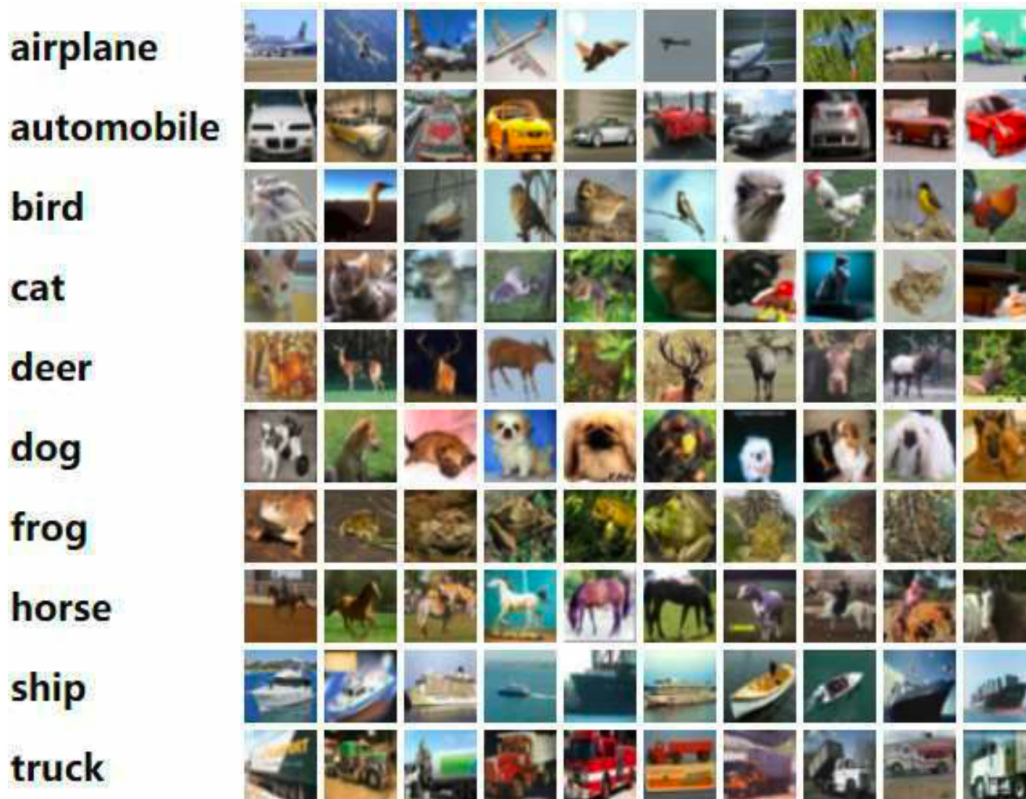 airplane
automobile
bird
cat
deer
dog
frog
horse
ship
truck